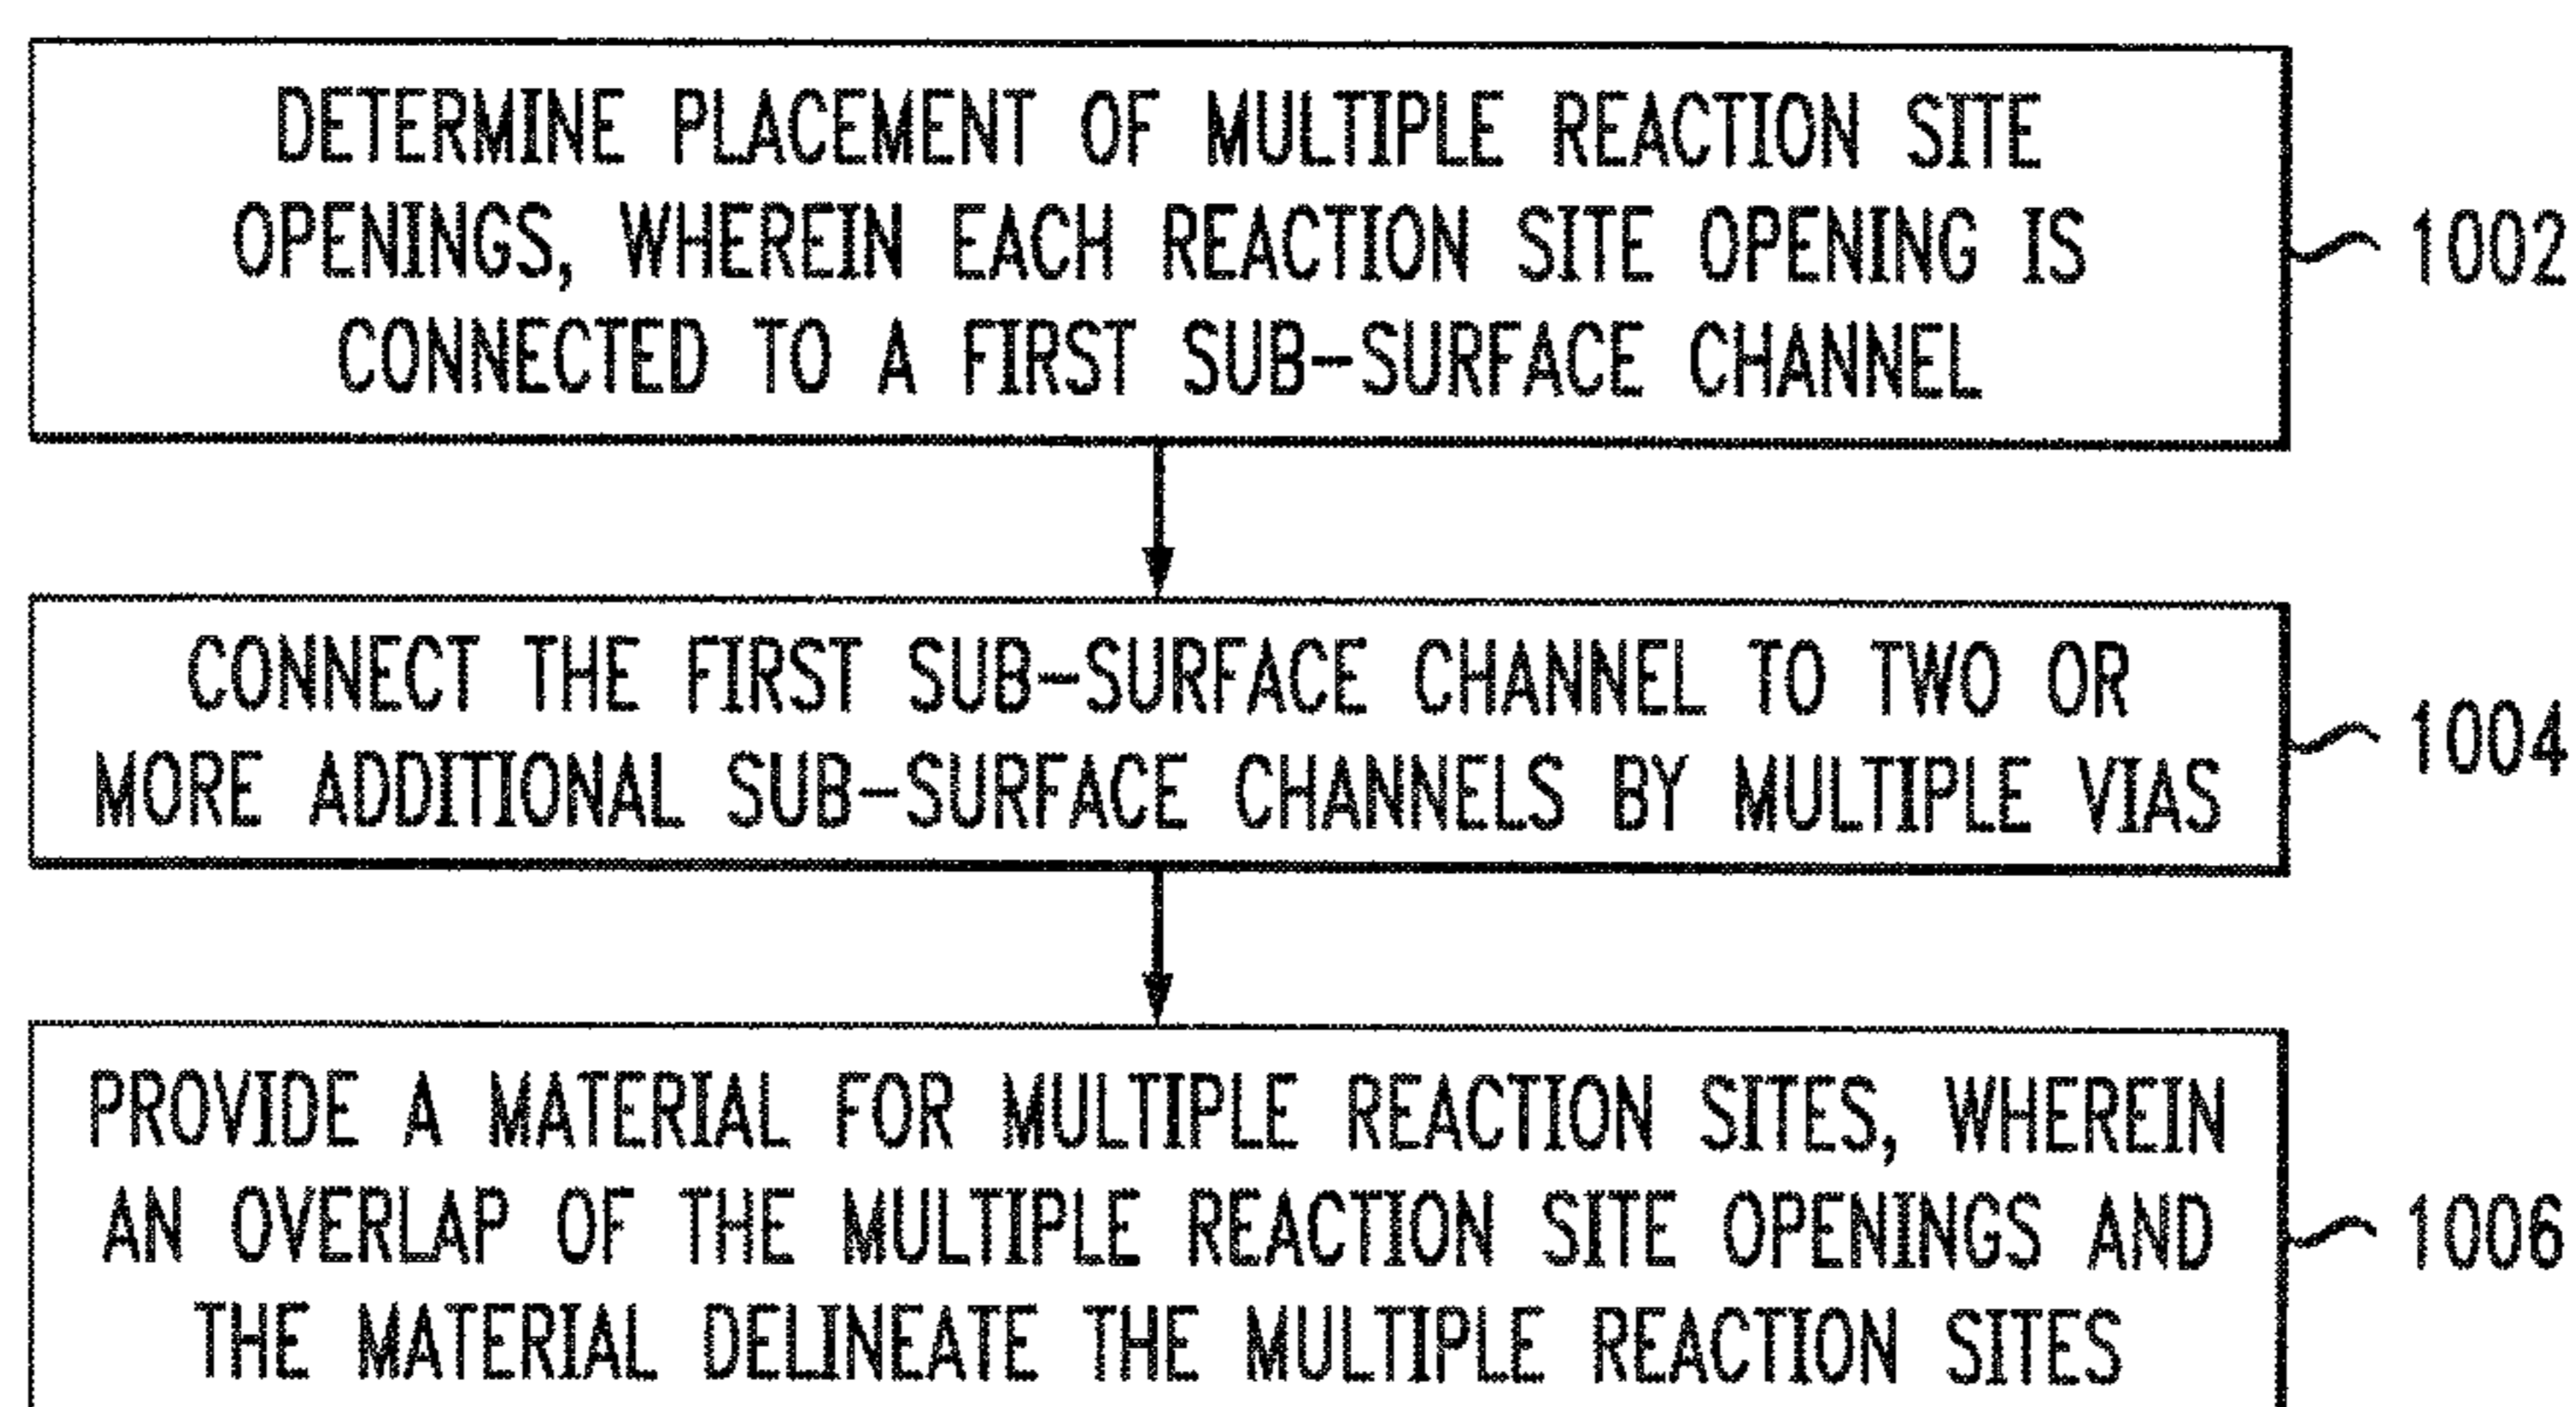 DETERMINE PLACEMENT OF MULTIPLE REACTION SITE
OPENINGS, WHEREIN EACH REACTION SITE OPENING IS
CONNECTED TO A FIRST SUB-SURFACE CHANNEL
1002
CONNECT THE FIRST SUB-SURFACE CHANNEL TO TWO OR
MORE ADDITIONAL SUB-SURFACE CHANNELS BY MULTIPLE VIAS
1004
PROVIDE A MATERIAL FOR MULTIPLE REACTION SITES, WHEREIN
AN OVERLAP OF THE MULTIPLE REACTION SITE OPENINGS AND
THE MATERIAL DELINEATE THE MULTIPLE REACTION SITES
1006